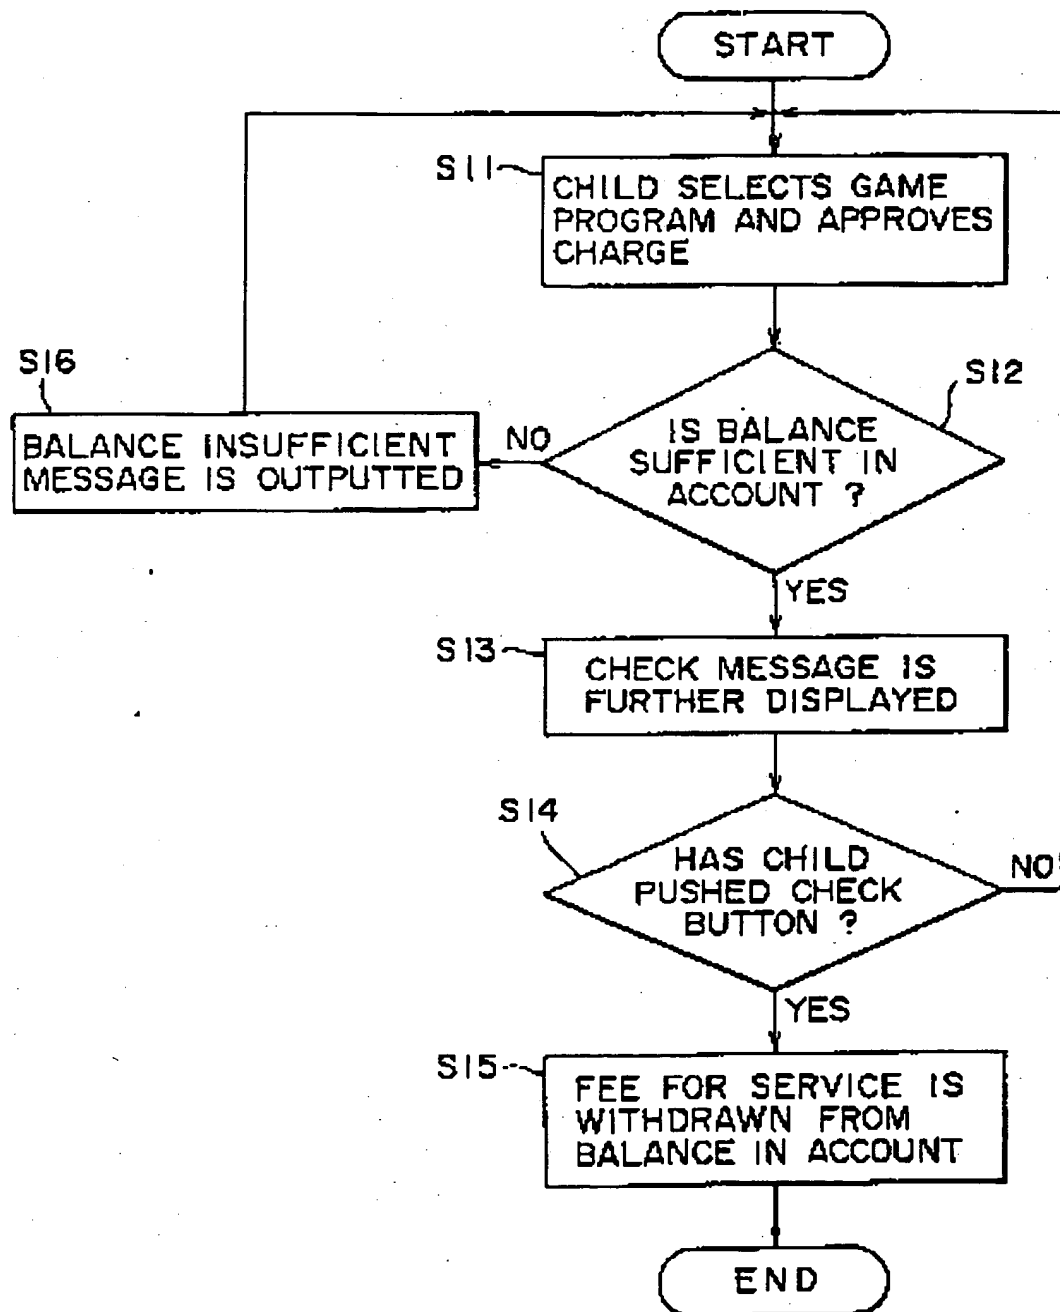 START
S11
CHILD SELECTS GAME
PROGRAM AND APPROVES
CHARGE
S16
S12
BALANCE INSUFFICIENT
MESSAGE IS OUTPUTTED
NO
IS BALANCE
SUFFICIENT IN
ACCOUNT ?
YES
S13
CHECK MESSAGE IS
FURTHER DISPLAYED
S14
HAS CHILD
PUSHED CHECK
BUTTON ?
NO
YES
S15
FEE FOR SERVICE IS
WITHDRAWN FROM
BALANCE IN ACCOUNT
END